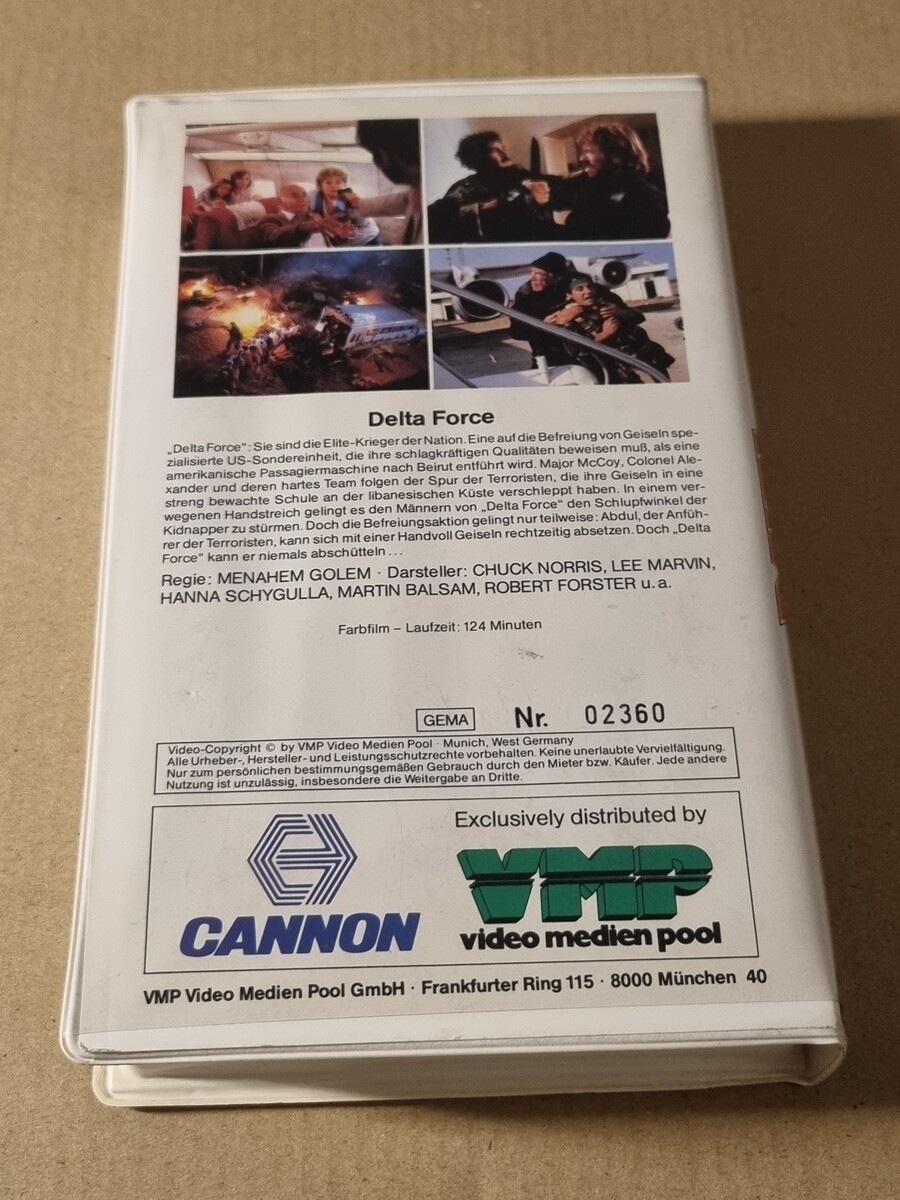 Delta Force
„Delta Force“: Sie sind die Elite-Krieger der Nation. Eine auf die Befreiung von Geiseln spe-
zialisierte US-Sondereinheit, die ihre schlagkräftigen Qualitäten beweisen muß, als eine
amerikanische Passagiermaschine nach Beirut entführt wird. Major McCoy, Colonel Ale-
xander und deren hartes Team folgen der Spur der Terroristen, die ihre Geiseln in eine
streng bewachte Schule an der libanesischen Küste verschleppt haben. In einem ver-
wegenen Handstreich gelingt es den Männern von „Delta Force“ den Schlupfwinkel der
Kidnapper zu stürmen. Doch die Befreiungsaktion gelingt nur teilweise: Abdul, der Anfüh-
rer der Terroristen, kann sich mit einer Handvoll Geiseln rechtzeitig absetzen. Doch „Delta
Force“ kann er niemals abschütteln ...
Regie: MENAHEM GOLEM · Darsteller: CHUCK NORRIS, LEE MARVIN,
HANNA SCHYGULLA, MARTIN BALSAM, ROBERT FORSTER u. a.
Farbfilm – Laufzeit: 124 Minuten
GEMA Nr. 02360
Video-Copyright © by VMP Video Medien Pool · Munich, West Germany
Alle Urheber-, Hersteller- und Leistungsschutzrechte vorbehalten. Keine unerlaubte Vervielfältigung.
Nur zum persönlichen bestimmungsgemäßen Gebrauch durch den Mieter bzw. Käufer. Jede andere
Nutzung ist unzulässig, insbesondere die Weitergabe an Dritte.
CANNON
Exclusively distributed by
VMP
video medien pool
VMP Video Medien Pool GmbH · Frankfurter Ring 115 · 8000 München 40